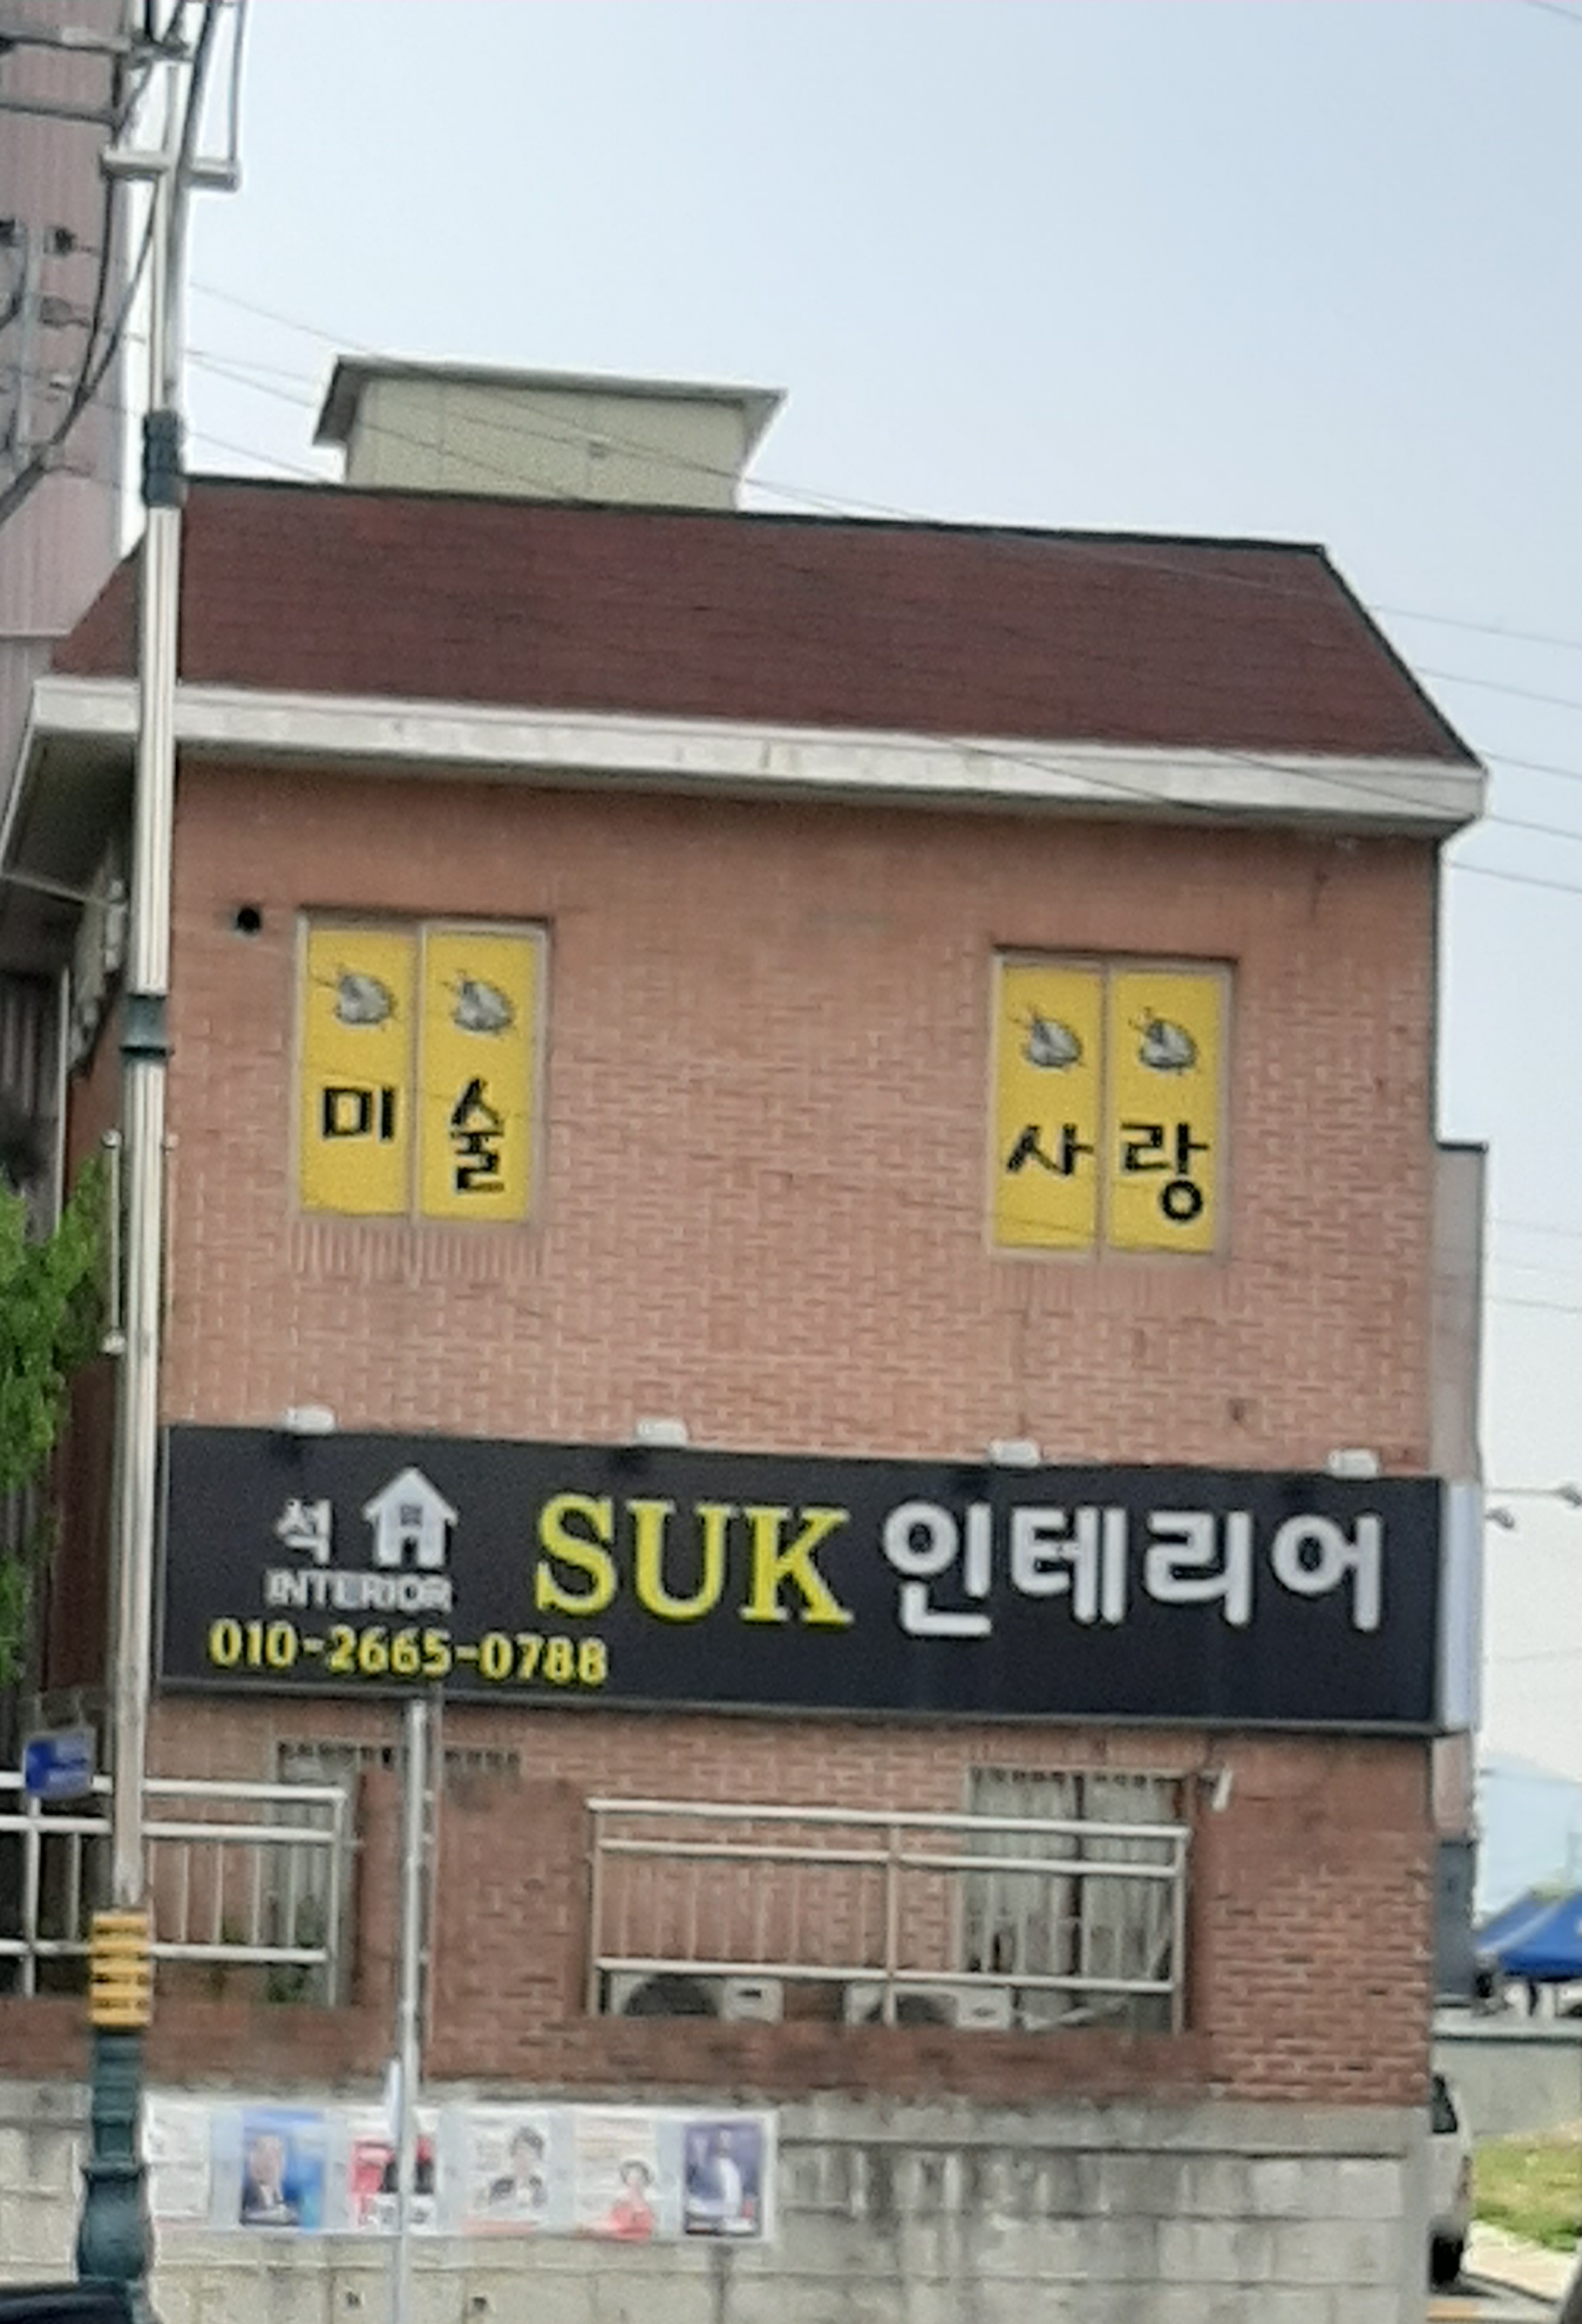 미술 사랑
석
INTERIOR
SUK 인테리어
010-2665-0788